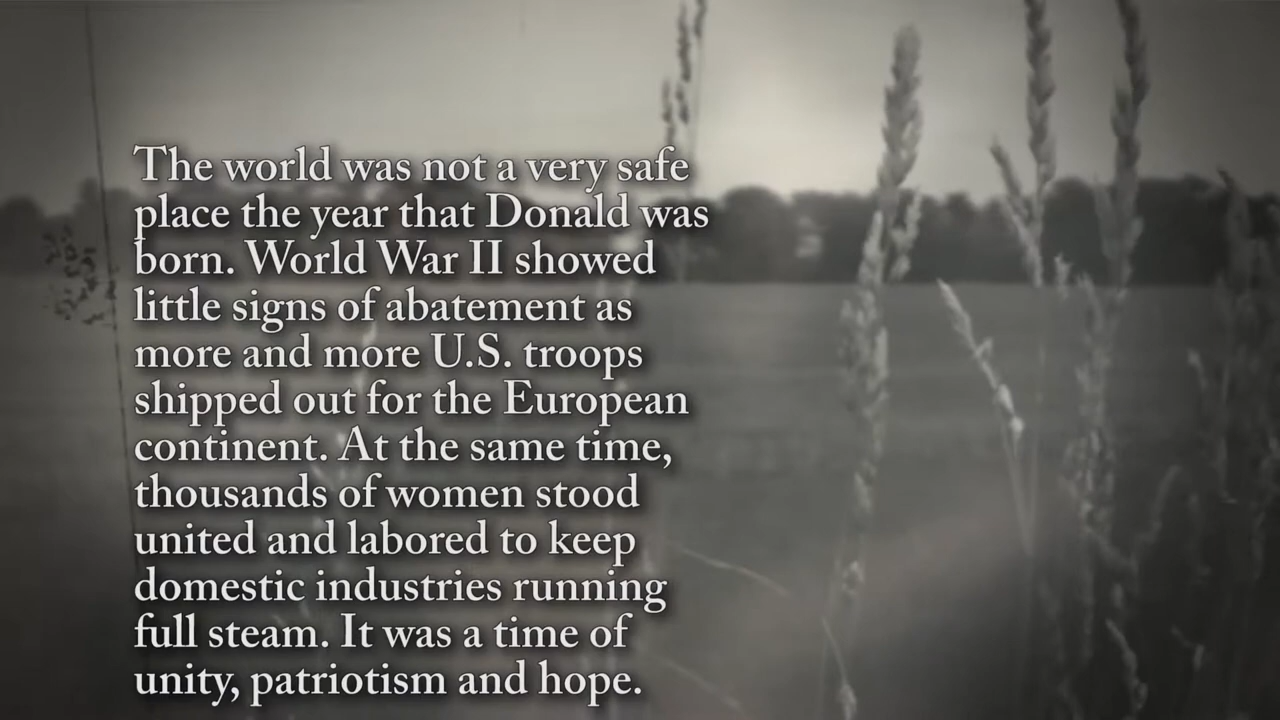 The world was not a very safe
place the year that Donald was
born. World War II showed
little signs of abatement as
more and more U.S. troops
shipped out for the European
continent. At the same time,
thousands of women stood
united and labored to keep
domestic industries running
full steam. It was a time of
unity, patriotism and hope.